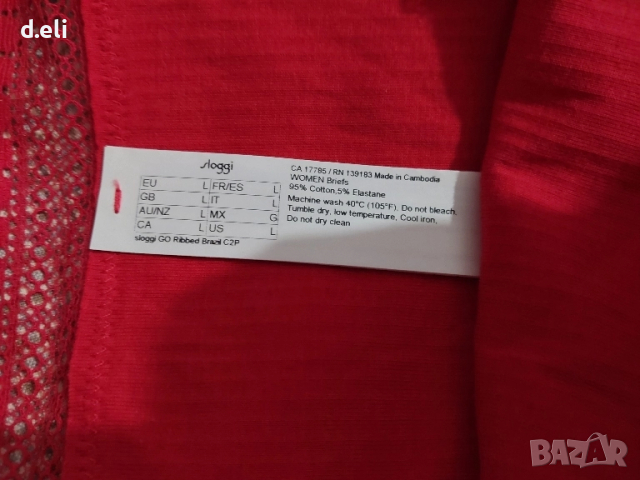 d.eli
sloggi
EU L FR/ES L
GB L IT L
AU/NZ L MX G
CA L US L
sloggi GO Ribbed Brazil C2P
CA 17785 / RN 139183 Made in Cambodia
WOMEN Briefs
95% Cotton,5% Elastane
Machine wash 40°C (105°F). Do not bleach.
Tumble dry, low temperature, Cool iron,
Do not dry clean
BAZAR